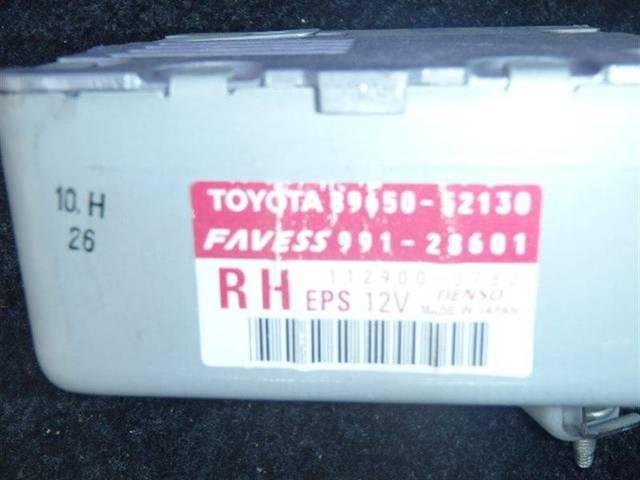 10. H
26
TOYOTA 89650-52130
FAVESS 991-28601
RH
EPS 12V
DENSO
MADE IN JAPAN